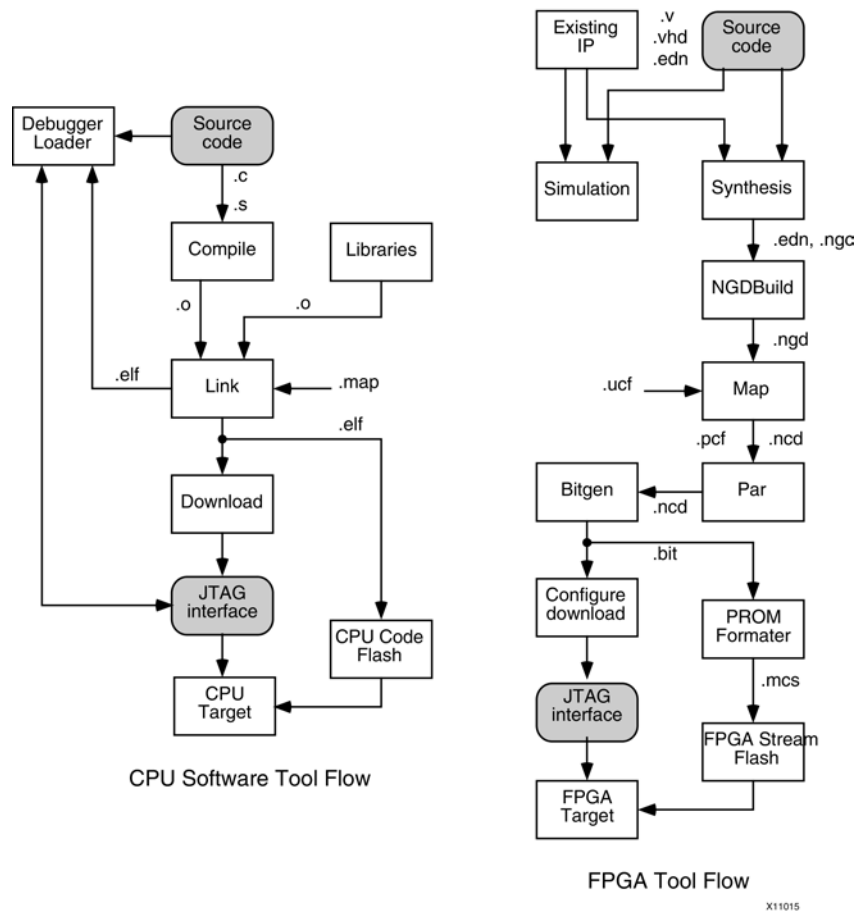 Existing
IP
.v
.vhd
.edn
Source
code
Debugger
Loader
Source
code
.c
.s
Simulation
Synthesis
Compile
Libraries
.edn, .ngc
NGDBuild
.o
.o
.ngd
.elf
Link
.map
.ucf
Map
.elf
.pcf
.ncd
Download
Bitgen
.ncd
Par
.bit
JTAG
interface
Configure
download
PROM
Formater
CPU Code
Flash
.mcs
CPU
Target
JTAG
interface
FPGA Stream
Flash
CPU Software Tool Flow
FPGA
Target
FPGA Tool Flow
X11015